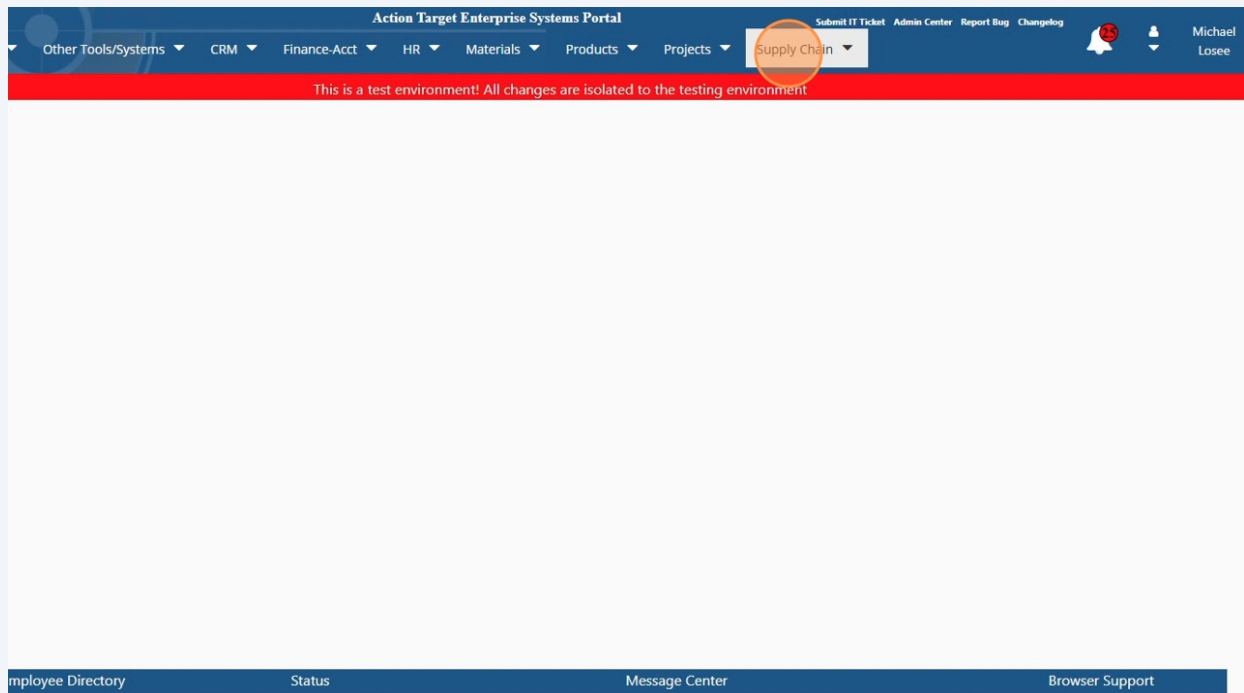 Action Target Enterprise Systems Portal
Submit IT Ticket Admin Center Report Bug Changelog
Other Tools/Systems CRM Finance-Acct HR Materials Products Projects Supply Chain
25
Michael
Losee
This is a test environment! All changes are isolated to the testing environment
mployee Directory Status Message Center Browser Support